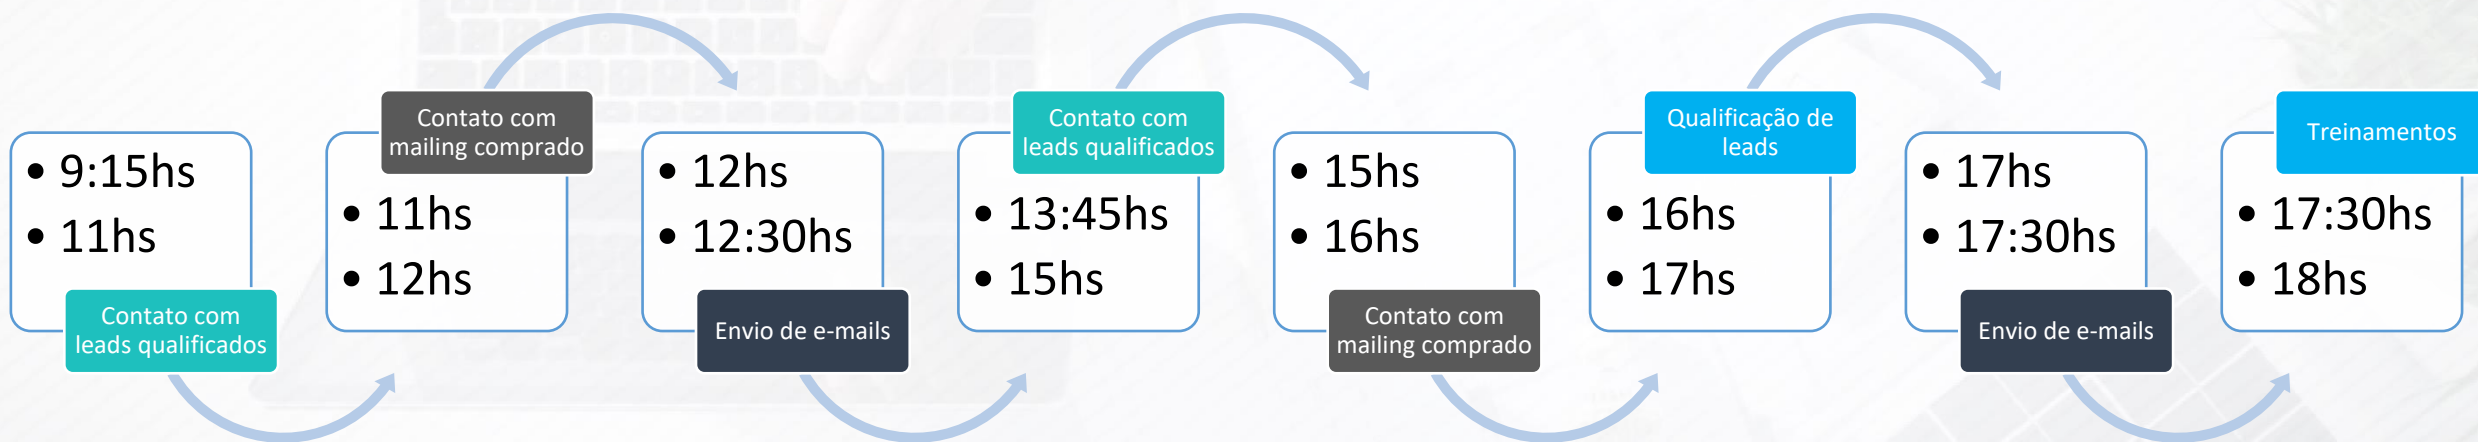 • 9:15hs
• 11hs
Contato com
leads qualificados
Contato com
mailing comprado
• 11hs
• 12hs
• 12hs
• 12:30hs
Envio de e-mails
Contato com
leads qualificados
• 13:45hs
• 15hs
• 15hs
• 16hs
Contato com
mailing comprado
Qualificação de
leads
• 16hs
• 17hs
• 17hs
• 17:30hs
Envio de e-mails
Treinamentos
• 17:30hs
• 18hs